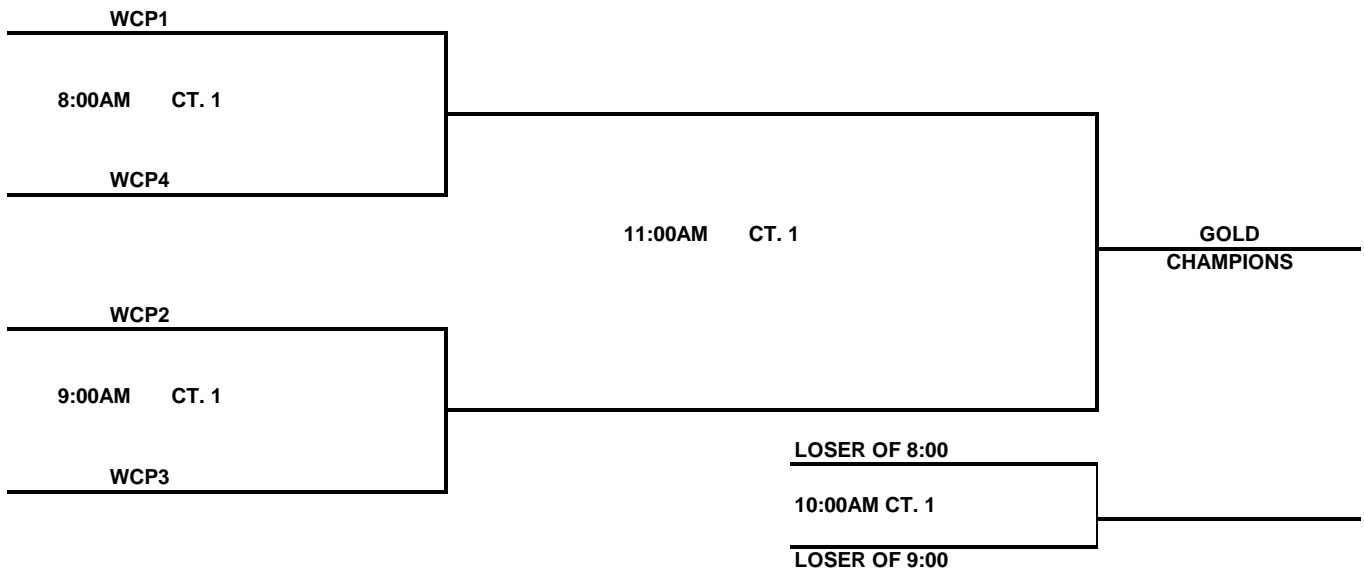 WCP1
8:00AM CT. 1
WCP4
11:00AM CT. 1
GOLD
CHAMPIONS
WCP2
9:00AM CT. 1
WCP3
LOSER OF 8:00
10:00AM CT. 1
LOSER OF 9:00